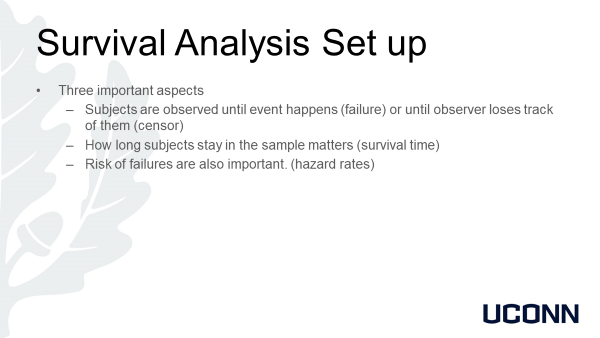 Survival Analysis Set up
• Three important aspects
– Subjects are observed until event happens (failure) or until observer loses track
of them (censor)
– How long subjects stay in the sample matters (survival time)
– Risk of failures are also important. (hazard rates)
UCONN